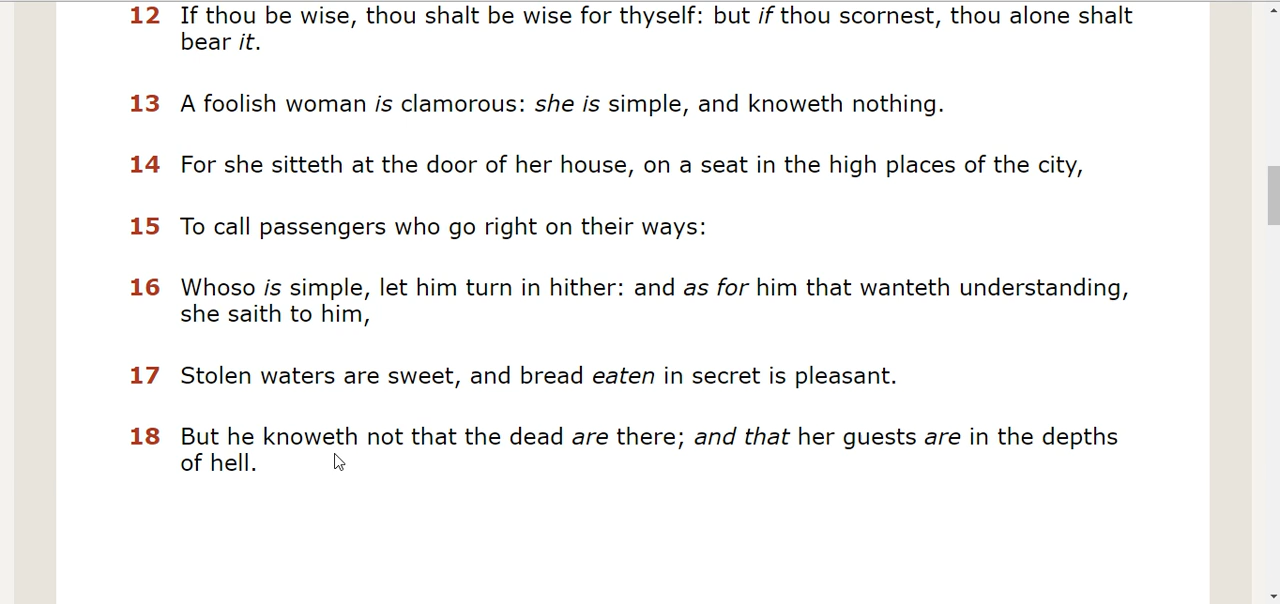 12 If thou be wise, thou shalt be wise for thyself: but if thou scornest, thou alone shalt
bear it.
13 A foolish woman is clamorous: she is simple, and knoweth nothing.
14 For she sitteth at the door of her house, on a seat in the high places of the city,
15 To call passengers who go right on their ways:
16 Whoso is simple, let him turn in hither: and as for him that wanteth understanding,
she saith to him,
17 Stolen waters are sweet, and bread eaten in secret is pleasant.
18 But he knoweth not that the dead are there; and that her guests are in the depths
of hell.